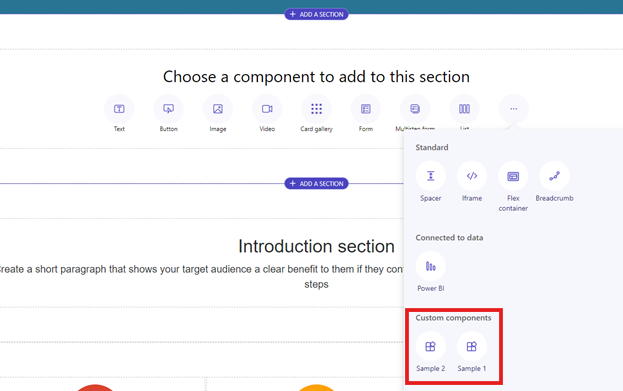 + ADD A SECTION
Choose a component to add to this section
Text
Button
Image
Video
Card gallery
Form
Multistep form
List
...
Standard
Spacer
Iframe
Flex container
Breadcrumb
Connected to data
Power BI
Custom components
Sample 2
Sample 1
+ ADD A SECTION
Introduction section
reate a short paragraph that shows your target audience a clear benefit to them if they
steps